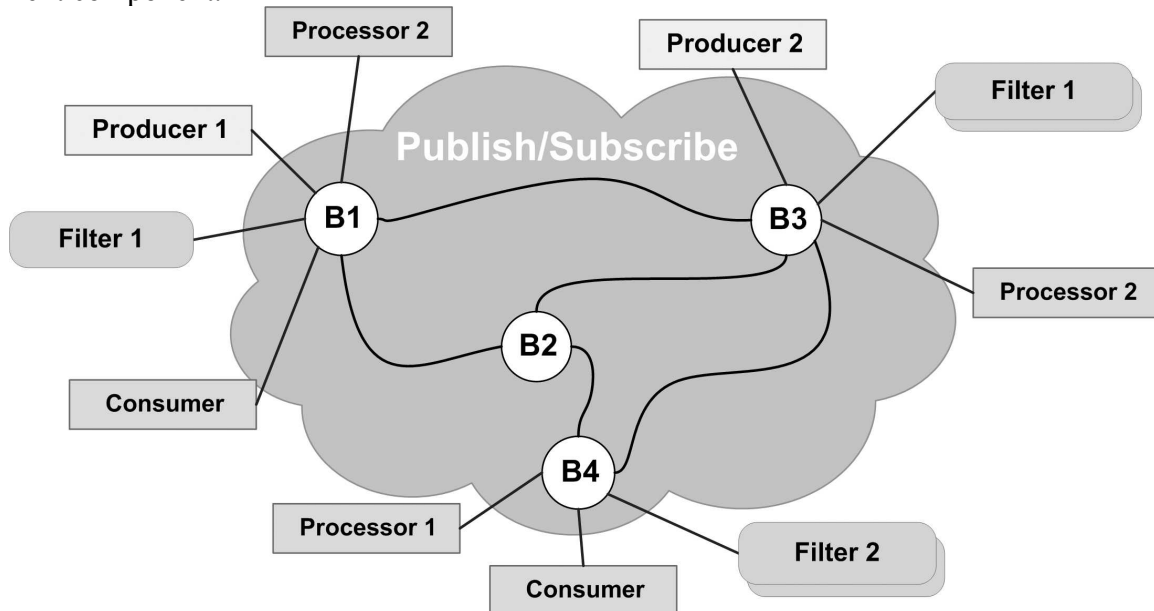 Processor 2
Producer 2
Filter 1
Producer 1
Publish/Subscribe
B1
B3
Filter 1
Processor 2
B2
Consumer
B4
Processor 1
Filter 2
Consumer